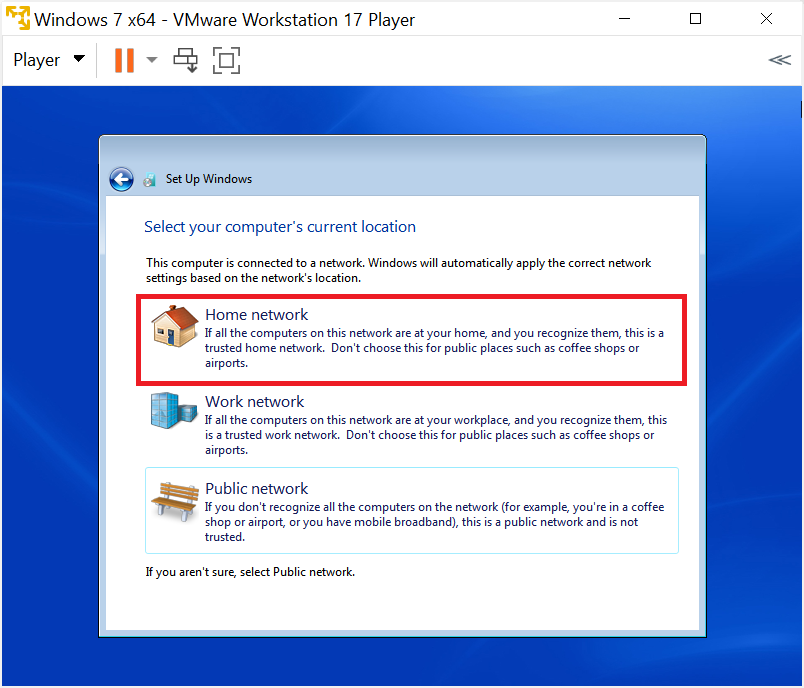 Windows 7 x64 - VMware Workstation 17 Player
Player
Set Up Windows
Select your computer's current location
This computer is connected to a network. Windows will automatically apply the correct network
settings based on the network's location.
Home network
If all the computers on this network are at your home, and you recognize them, this is a
trusted home network. Don't choose this for public places such as coffee shops or
airports.
Work network
If all the computers on this network are at your workplace, and you recognize them, this
is a trusted work network. Don't choose this for public places such as coffee shops or
airports.
Public network
If you don't recognize all the computers on the network (for example, you're in a coffee
shop or airport, or you have mobile broadband), this is a public network and is not
trusted.
If you aren't sure, select Public network.